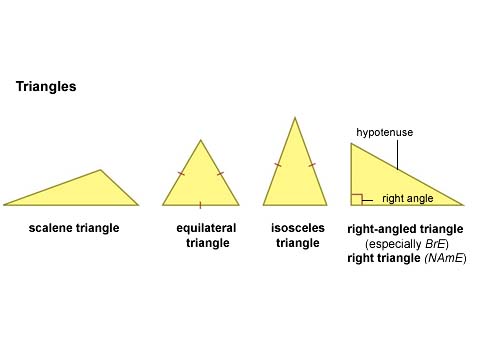 Triangles
hypotenuse
right angle
scalene triangle
equilateral
triangle
isosceles
triangle
right-angled triangle
(especially BrE)
right triangle (NAmE)